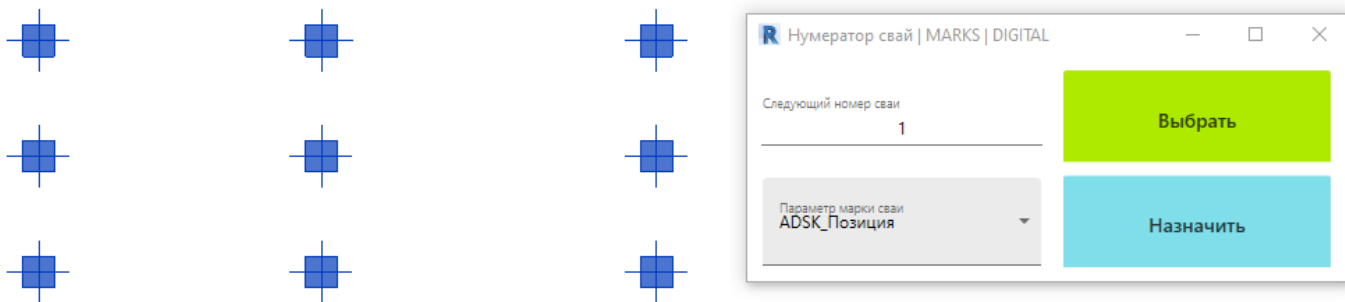 Нумератор свай | MARKS | DIGITAL
Следующий номер сваи
1
Выбрать
Параметр марки сваи
ADSK_Позиция
Назначить